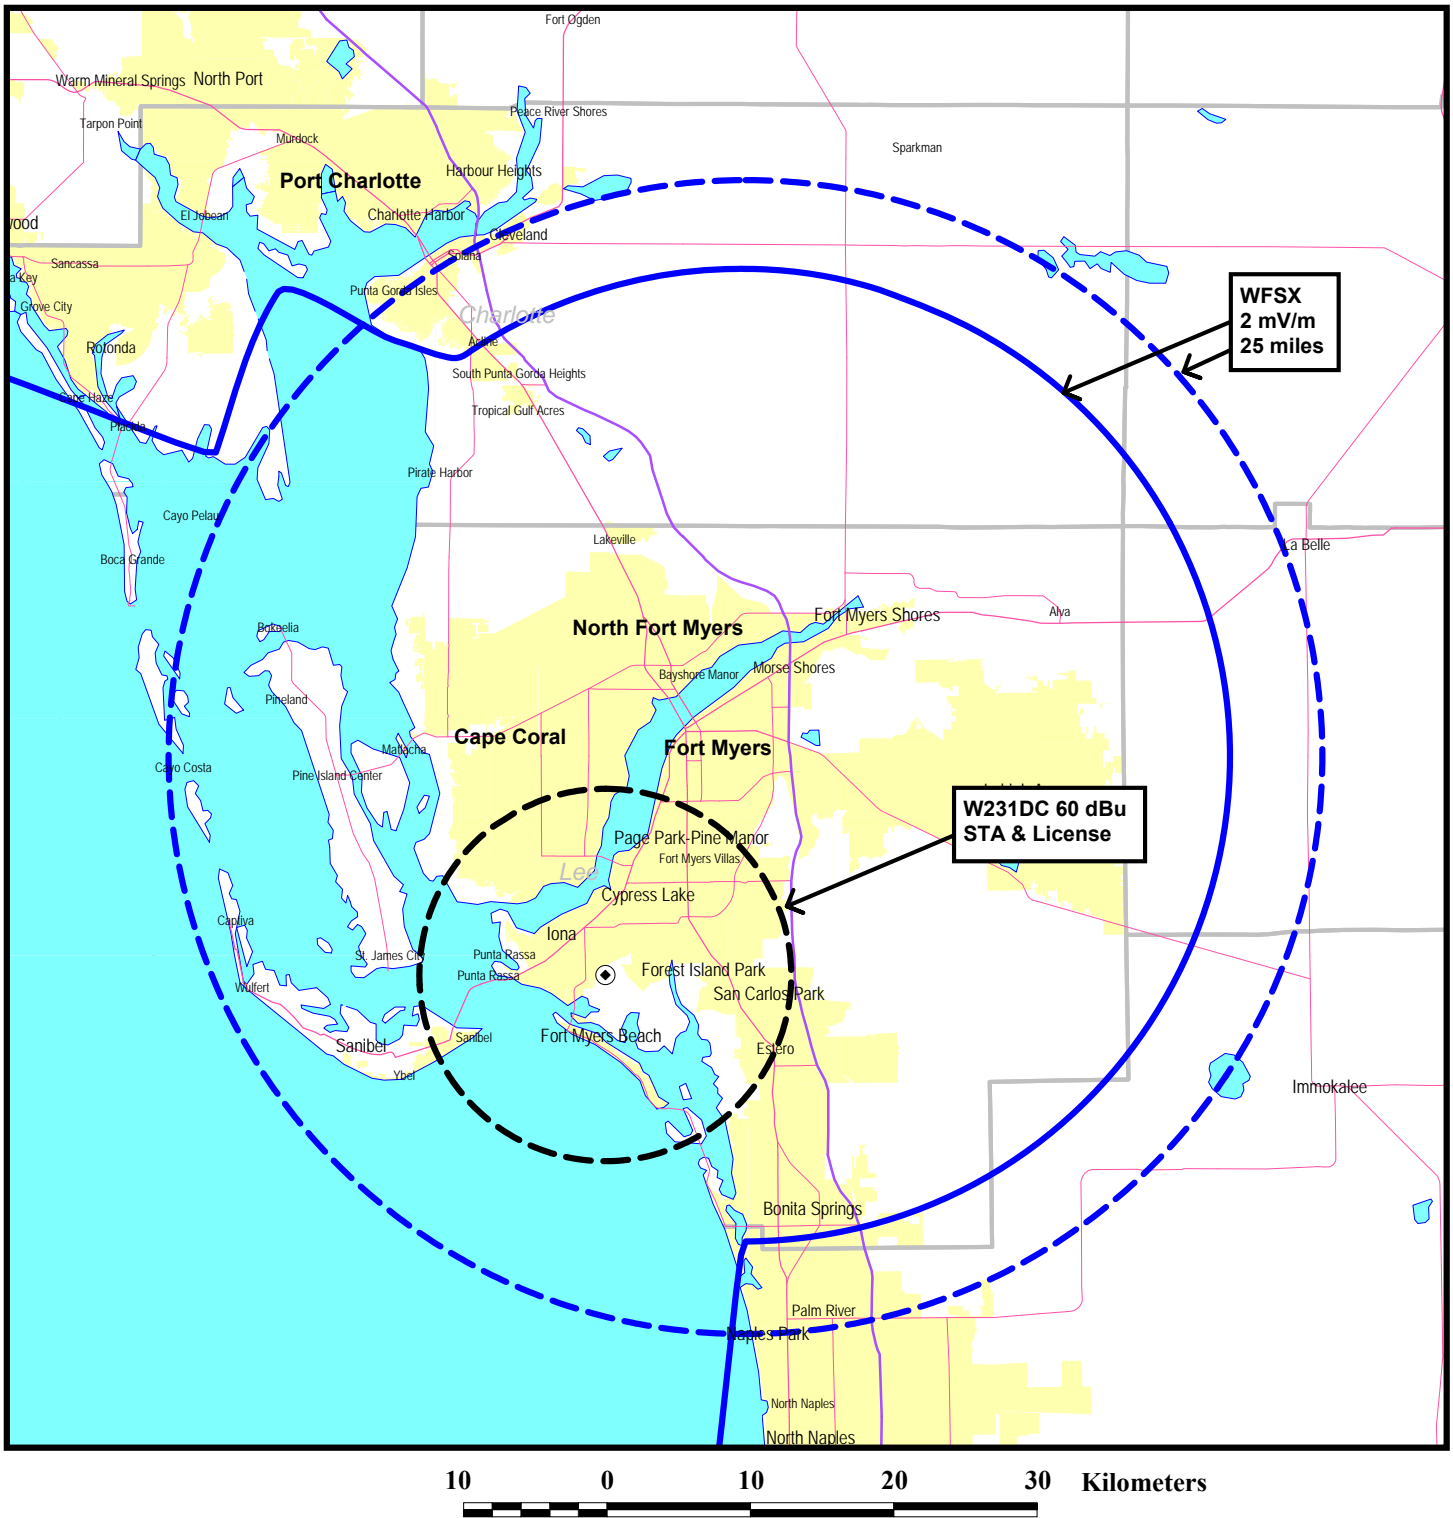 Fort Ogden
Warm Mineral Springs
North Port
Peace River Shores
Tarpon Point
Murdock
Sparkman
Harbour Heights
Port Charlotte
El Jobean
Charlotte Harbor
wood
Cleveland
Solana
Sancassa
a Key
Punta Gorda Isles
Grove City
Charlotte
WFSX
2 mV/m
25 miles
Arline
Rotonda
South Punta Gorda Heights
Cape Haze
Tropical Gulf Acres
Placida
Pirate Harbor
Cayo Pelau
Lakeville
La Belle
Boca Grande
Fort Myers Shores
Alva
Bokeelia
North Fort Myers
Morse Shores
Bayshore Manor
Pineland
Cape Coral
Fort Myers
Matlacha
Cayo Costa
Pine Island Center
W231DC 60 dBu
STA & License
Page Park-Pine Manor
Fort Myers Villas
Lee
Cypress Lake
Captiva
Iona
St. James City
Punta Rassa
Punta Rassa
Forest Island Park
Wulfert
San Carlos Park
Fort Myers Beach
Sanibel
Sanibel
Estero
Ybel
Immokalee
Bonita Springs
Palm River
Naples Park
North Naples
North Naples
10 0 10 20 30 Kilometers